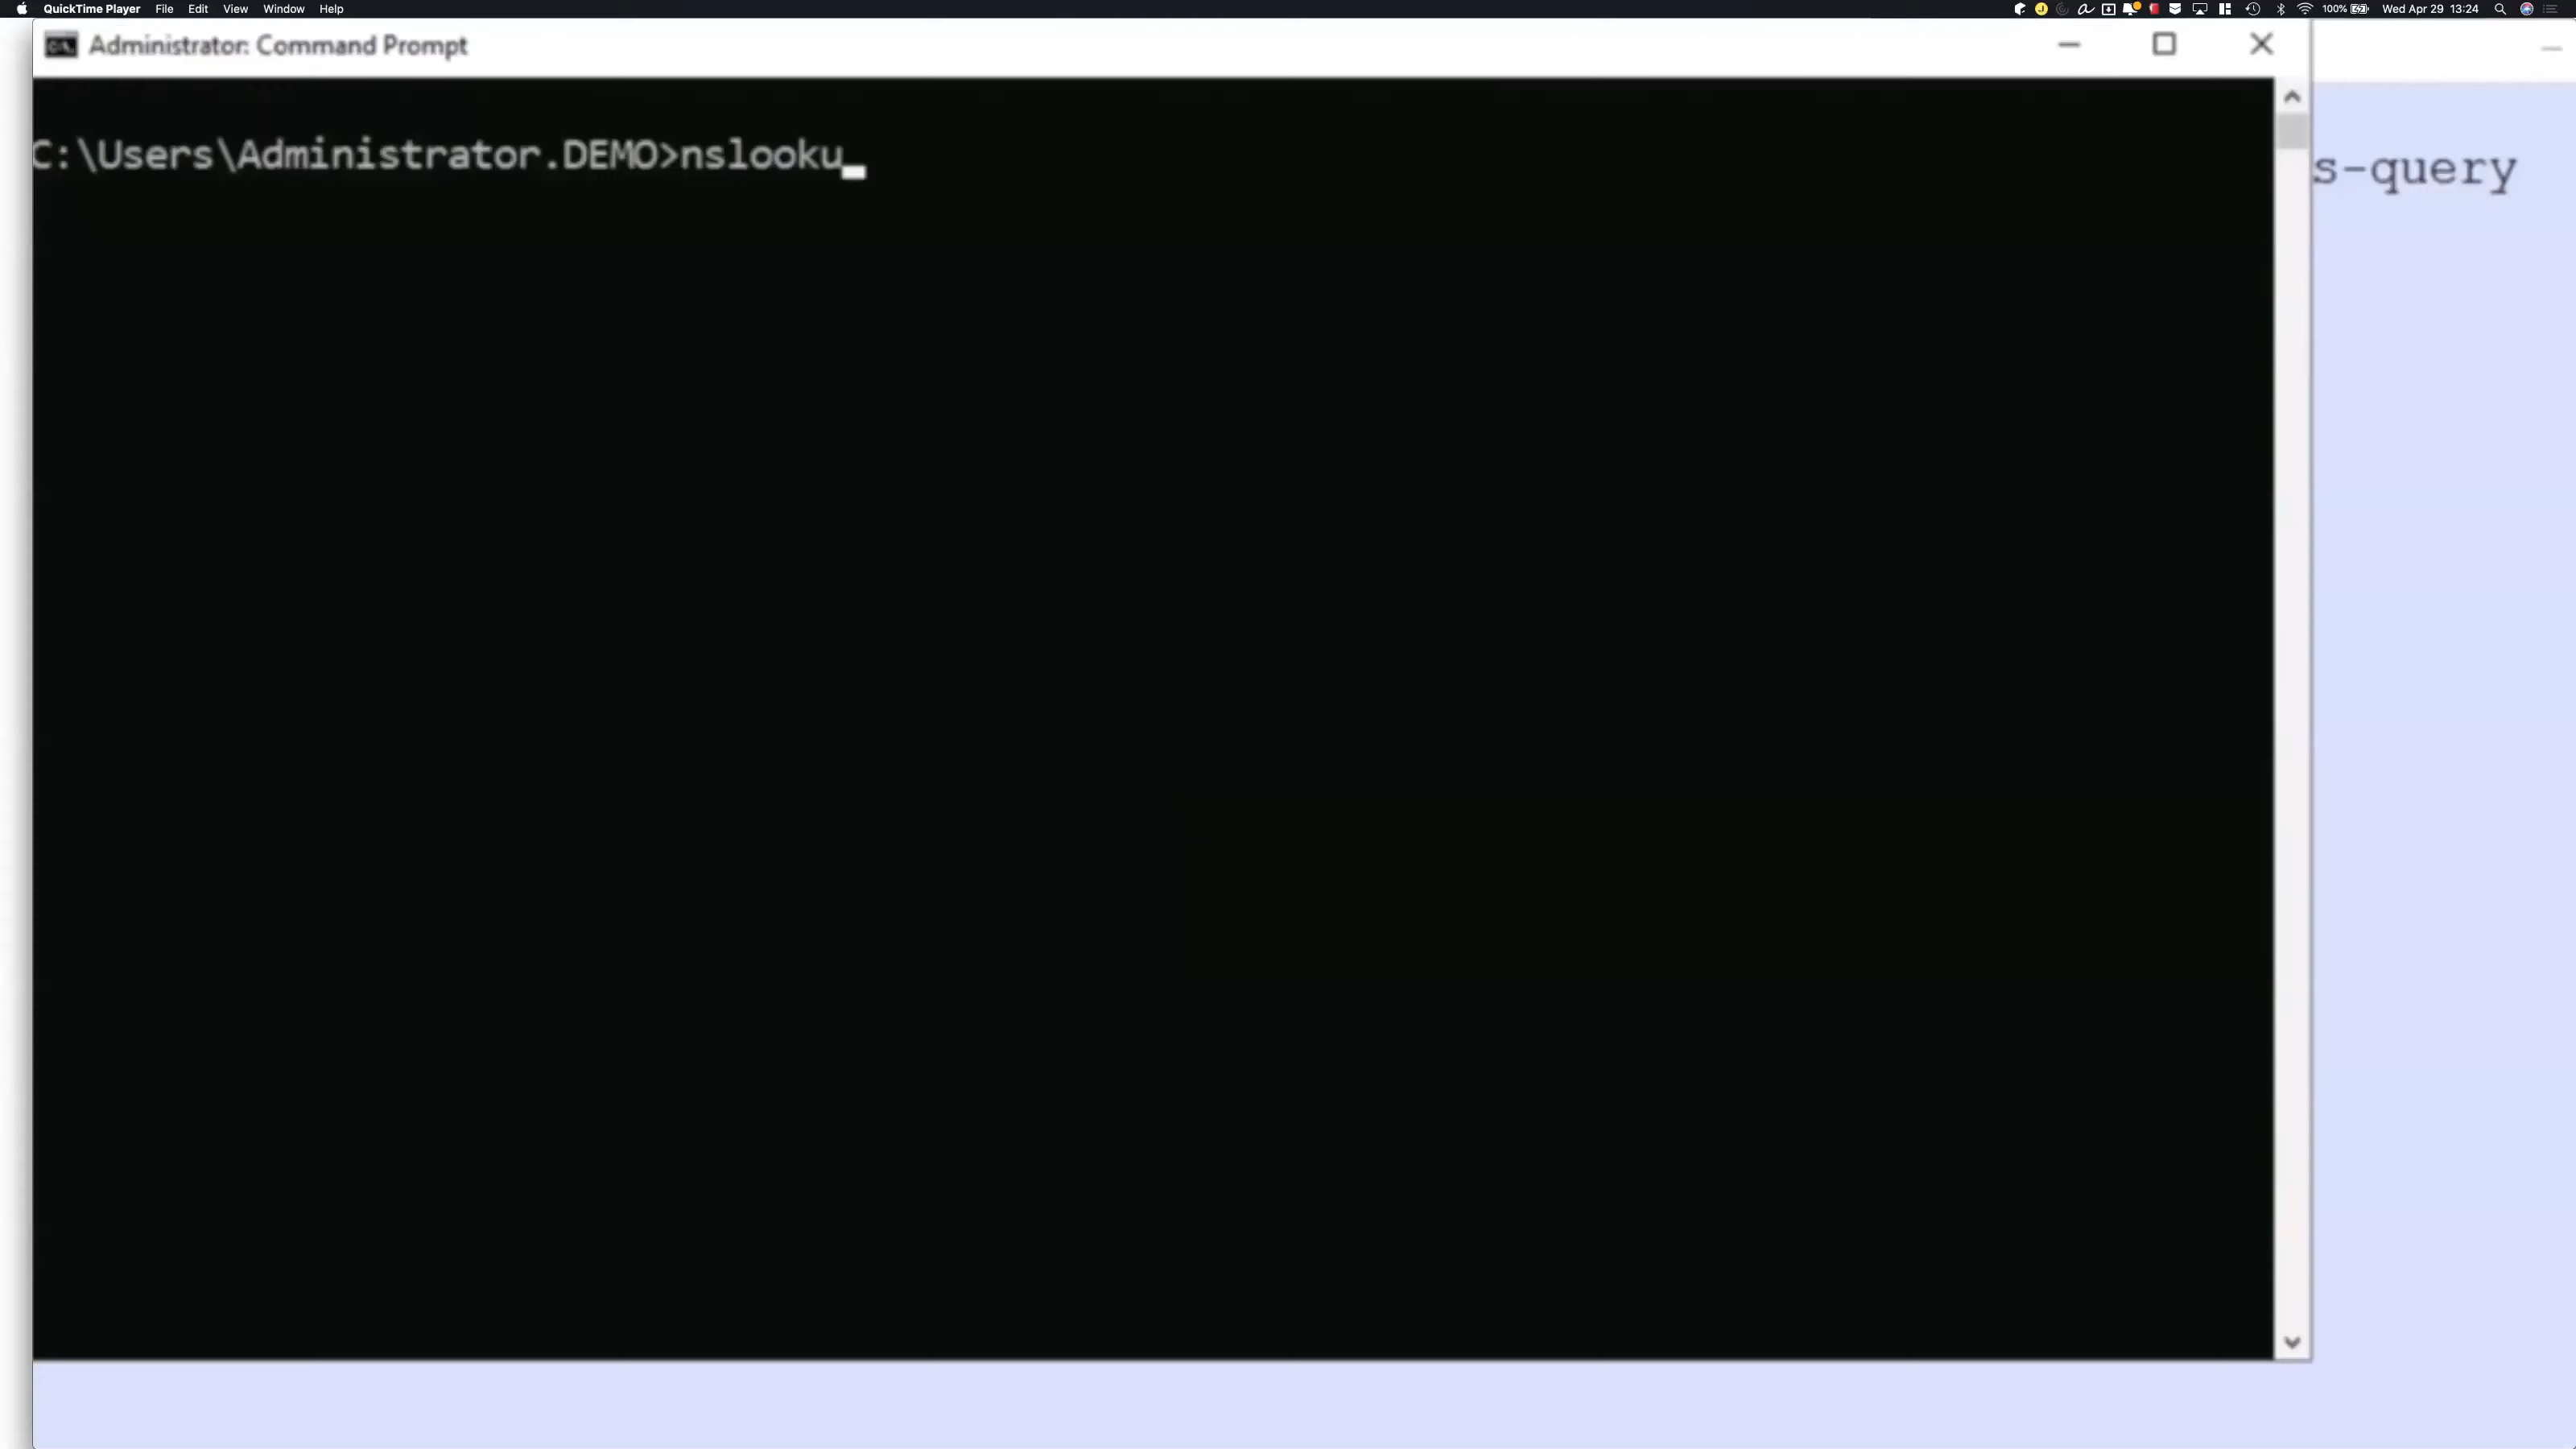 QuickTime Player File Edit View Window Help 100% Wed Apr 29 13:24
Administrator: Command Prompt
C:\Users\Administrator.DEMO>nslooku
s-query